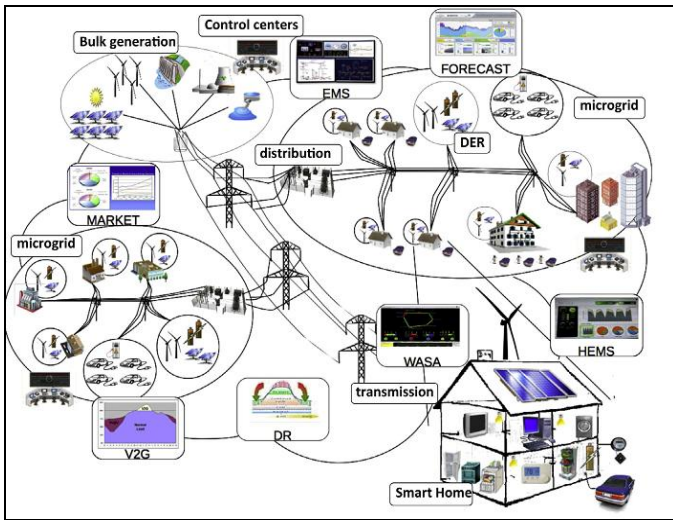 Control centers
Bulk generation
FORECAST
EMS
microgrid
DER
distribution
MARKET
microgrid
WASA
HEMS
transmission
DR
V2G
Smart Home